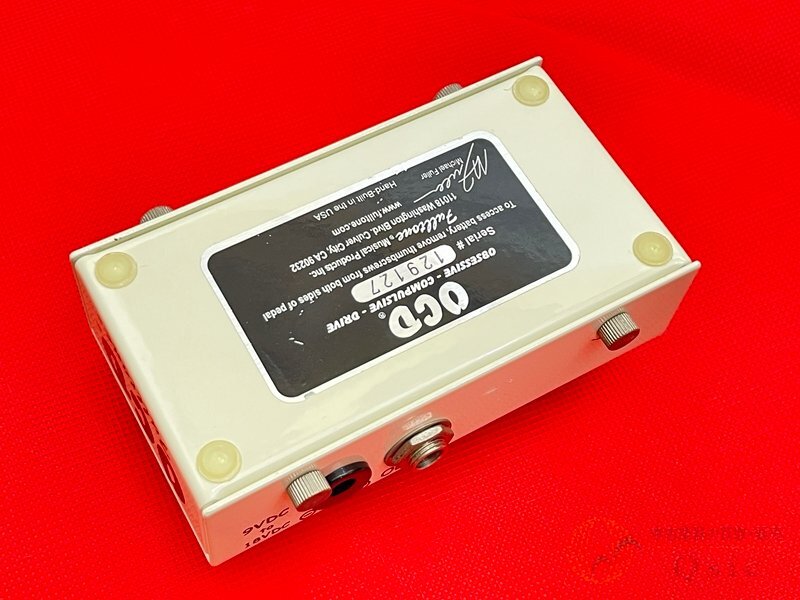 OCD®
OBSESSIVE - COMPULSIVE - DRIVE
Serial # 129127
To access battery, remove thumbscrews from both sides of pedal
Fulltone® Musical Products Inc.
11018 Washington Blvd. Culver City, CA.90232
www.fulltone.com
Hand-Built in the USA
Michael Fuller
9VDC
to
18VDC